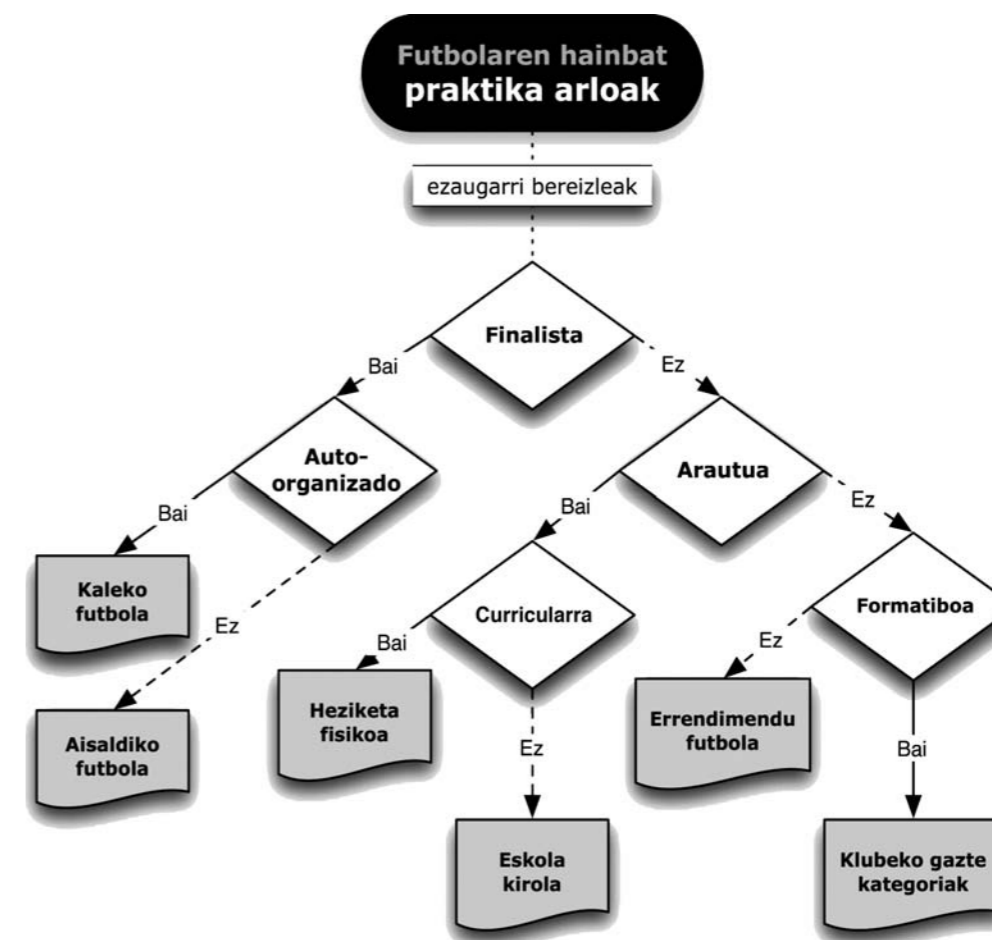 Futbolaren hainbat
praktika arloak
ezaugarri bereizleak
Finalista
Bai
Ez
Auto-
organizado
Arautua
Bai
Ez
Bai
Ez
Kaleko
futbola
Curricularra
Formatiboa
Ez
Bai
Ez
Aisaldiko
futbola
Heziketa
fisikoa
Errendimendu
futbola
Bai
Eskola
kirola
Klubeko gazte
kategoriak